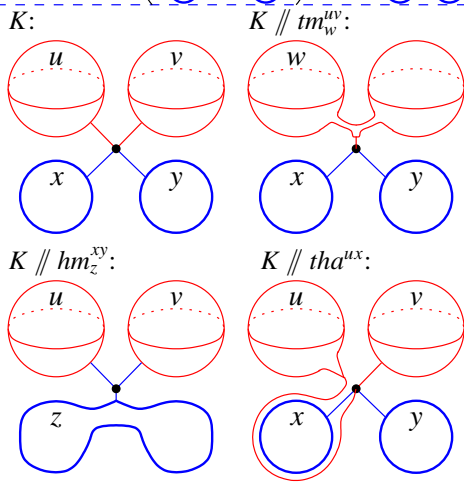 K: K // tm_w^{uv}
u v w
x y x y
K // hm_z^{xy}: K // tha^{ux}:
u v u v
z x y